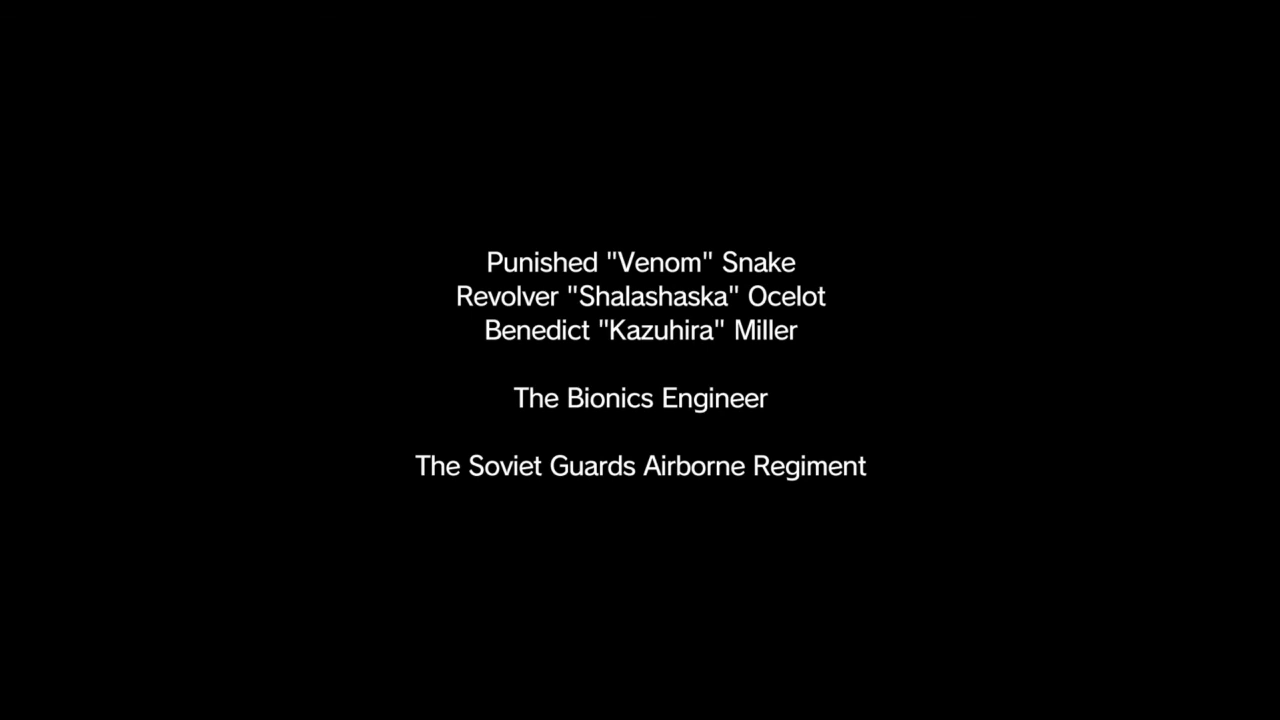 Punished "Venom" Snake
Revolver "Shalashaska" Ocelot
Benedict "Kazuhira" Miller
The Bionics Engineer
The Soviet Guards Airborne Regiment